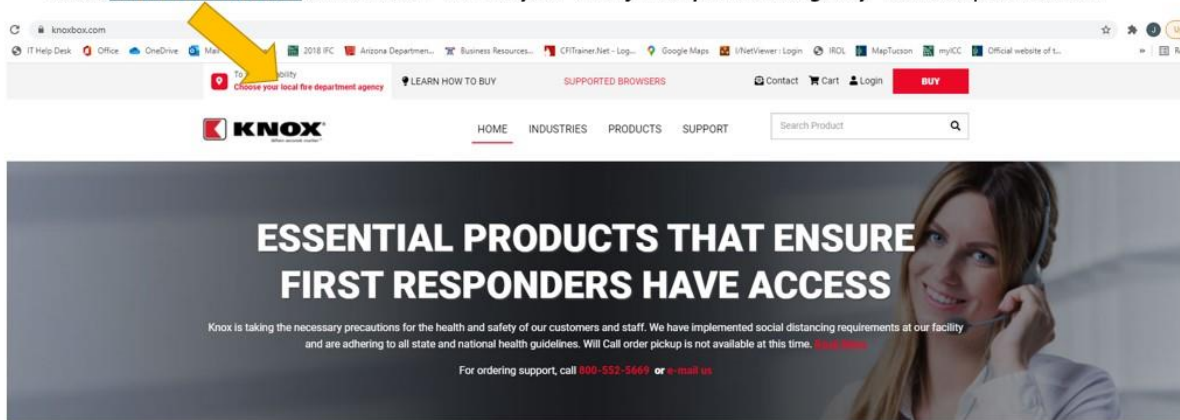 knoxbox.com
IT Help Desk Office OneDrive 2018 IFC Arizona Departmen... Business Resources... CFITrainer.Net - Log... Google Maps Login IROL MapTucson myICC Official website of t...
To
Choose your local fire department agency LEARN HOW TO BUY SUPPORTED BROWSERS Contact Cart Login BUY
KNOX HOME INDUSTRIES PRODUCTS SUPPORT Search Product
ESSENTIAL PRODUCTS THAT ENSURE
FIRST RESPONDERS HAVE ACCESS
Knox is taking the necessary precautions for the health and safety of our customers and staff. We have implemented social distancing requirements at our facility
and are adhering to all state and national health guidelines. Will Call order pickup is not available at this time. Read More
For ordering support, call 800-552-5669 or e-mail us